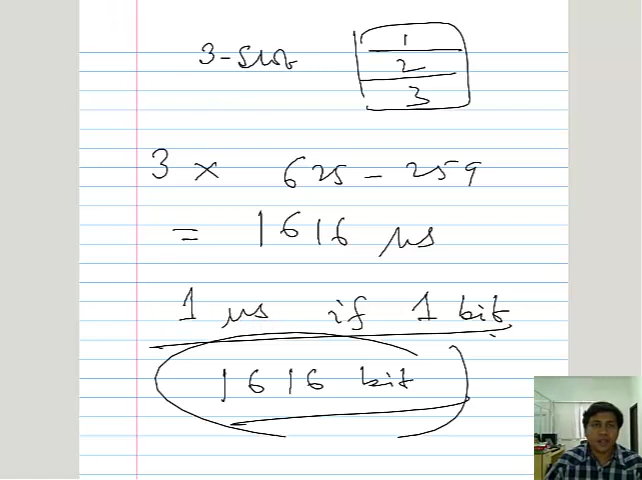 3-Slot
1
2
3
3 × 625 - 259
= 1616 μs
1 μs if 1 bit
1616 bit